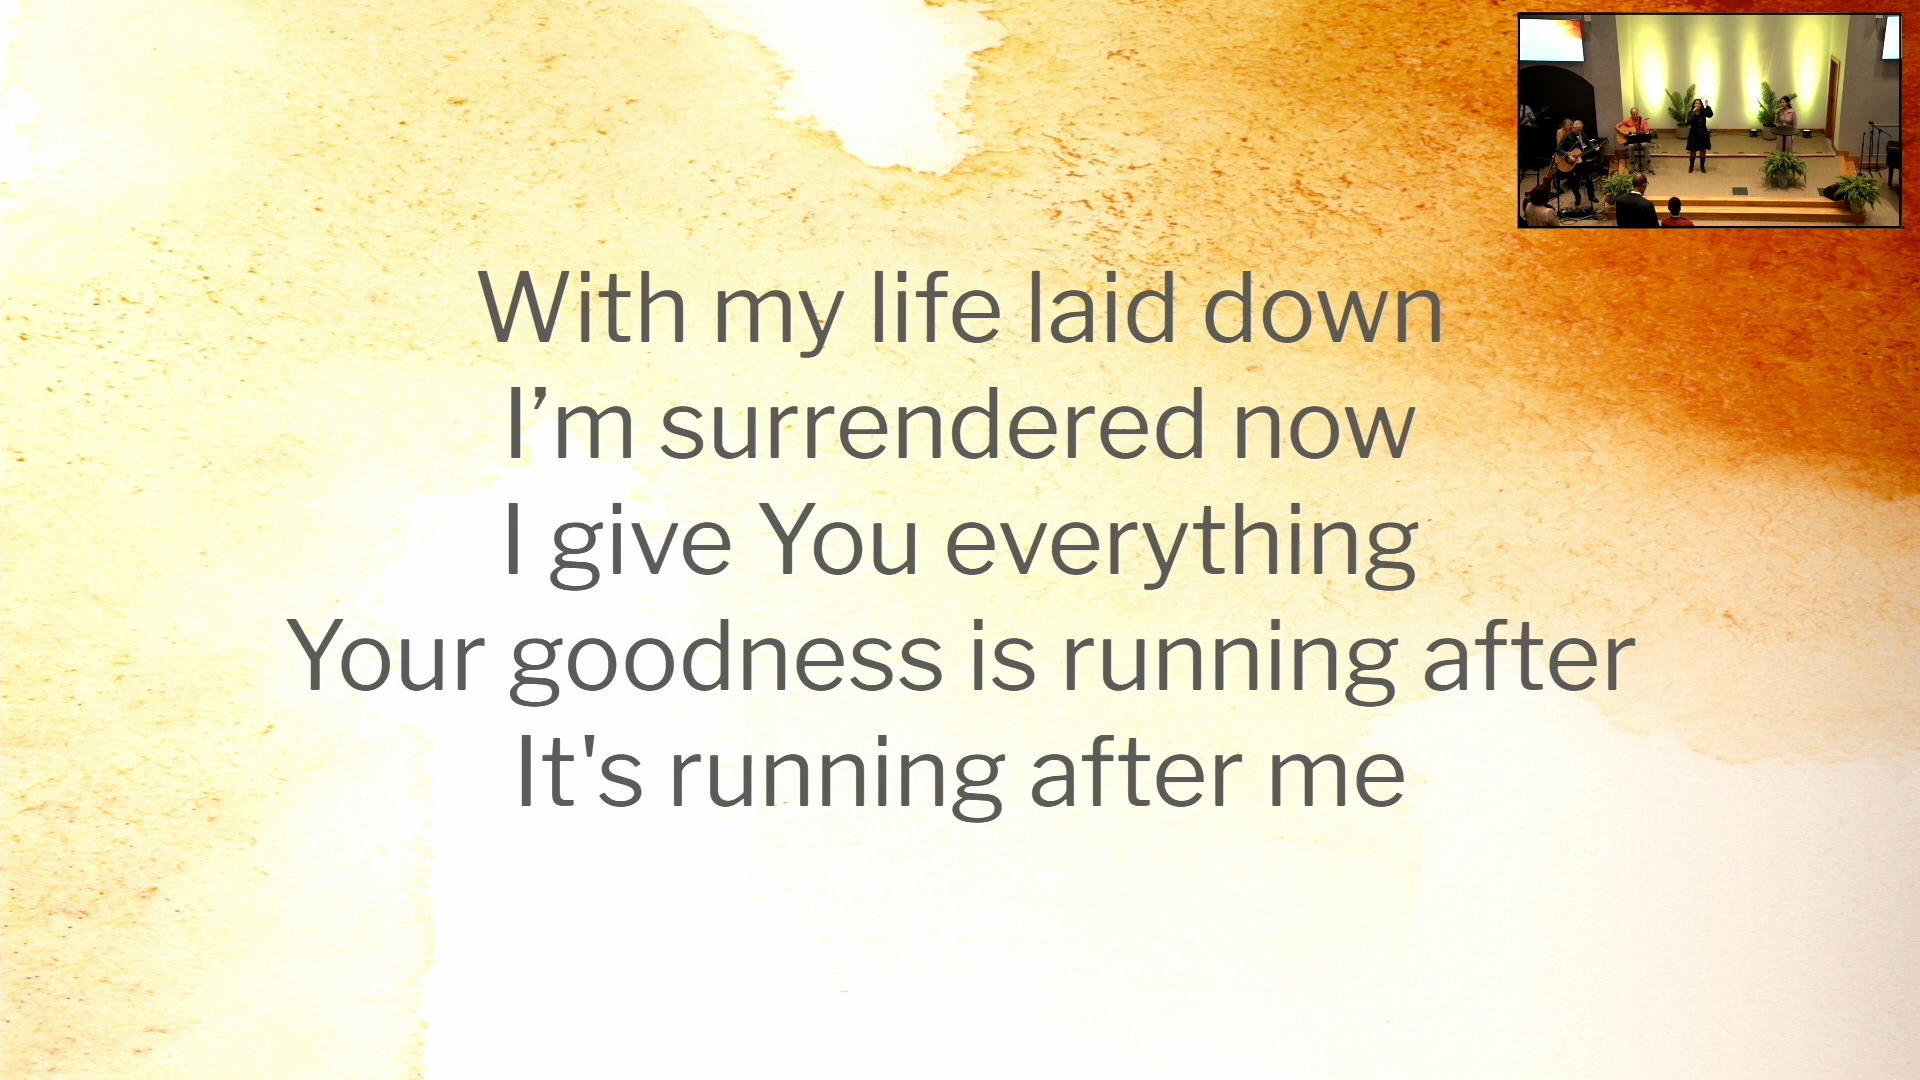 With my life laid down
I’m surrendered now
I give You everything
Your goodness is running after
It's running after me